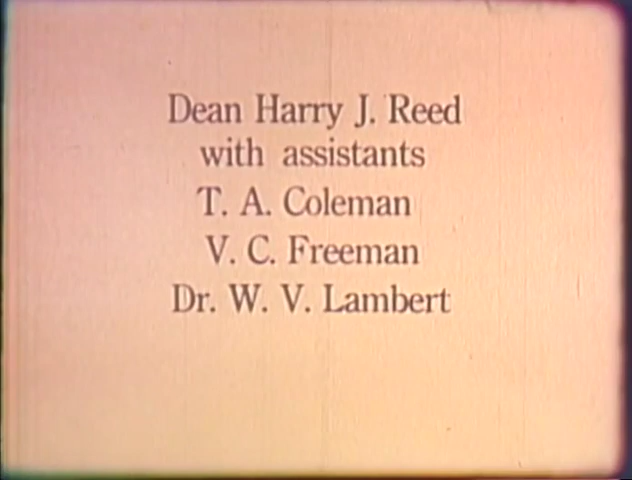 Dean Harry J. Reed
with assistants
T. A. Coleman
V. C. Freeman
Dr. W. V. Lambert